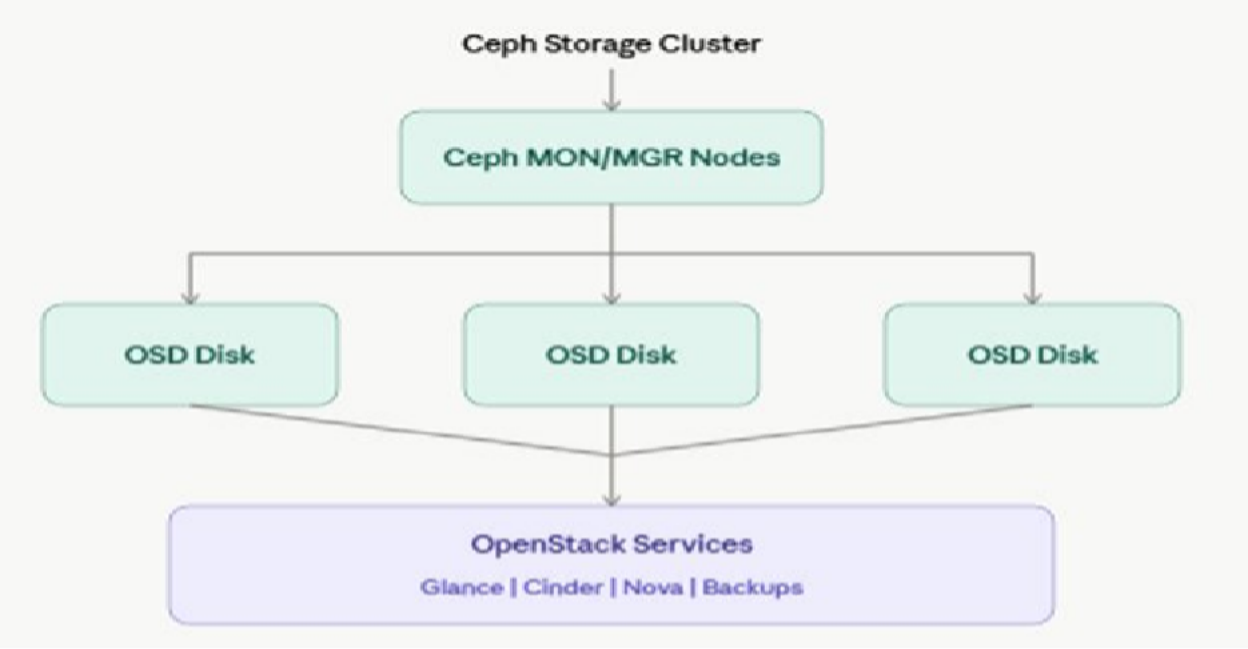 Ceph Storage Cluster
Ceph MON/MGR Nodes
OSD Disk
OSD Disk
OSD Disk
OpenStack Services
Glance | Cinder | Nova | Backups